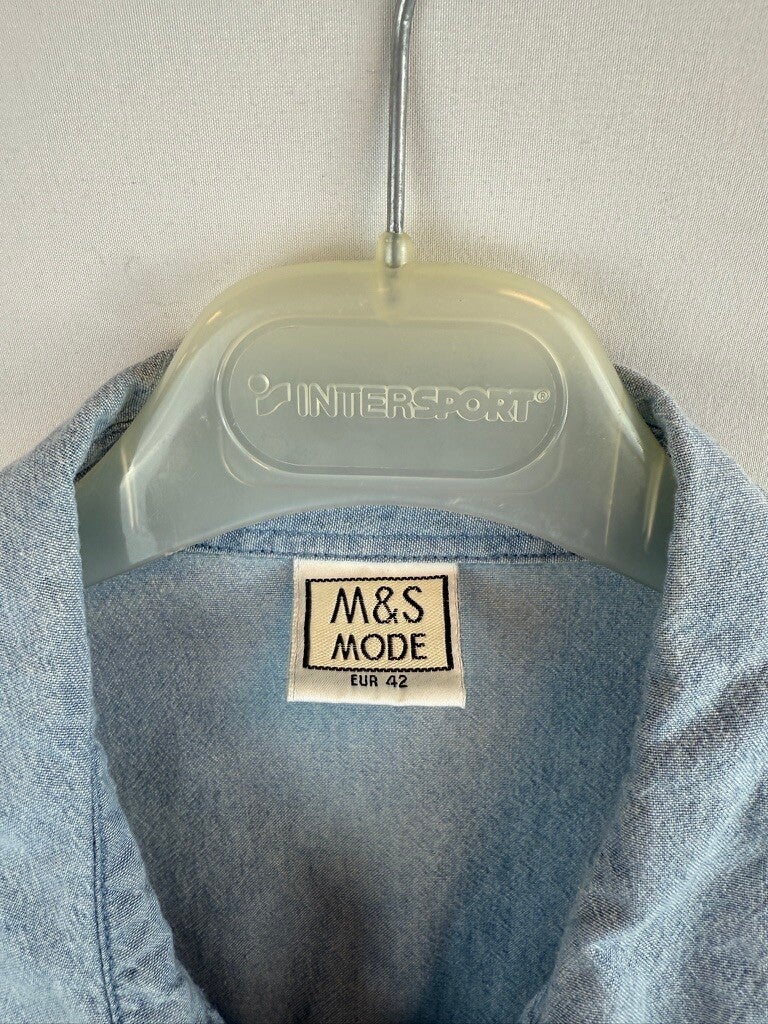 INTERSPORT®
M&S
MODE
EUR 42